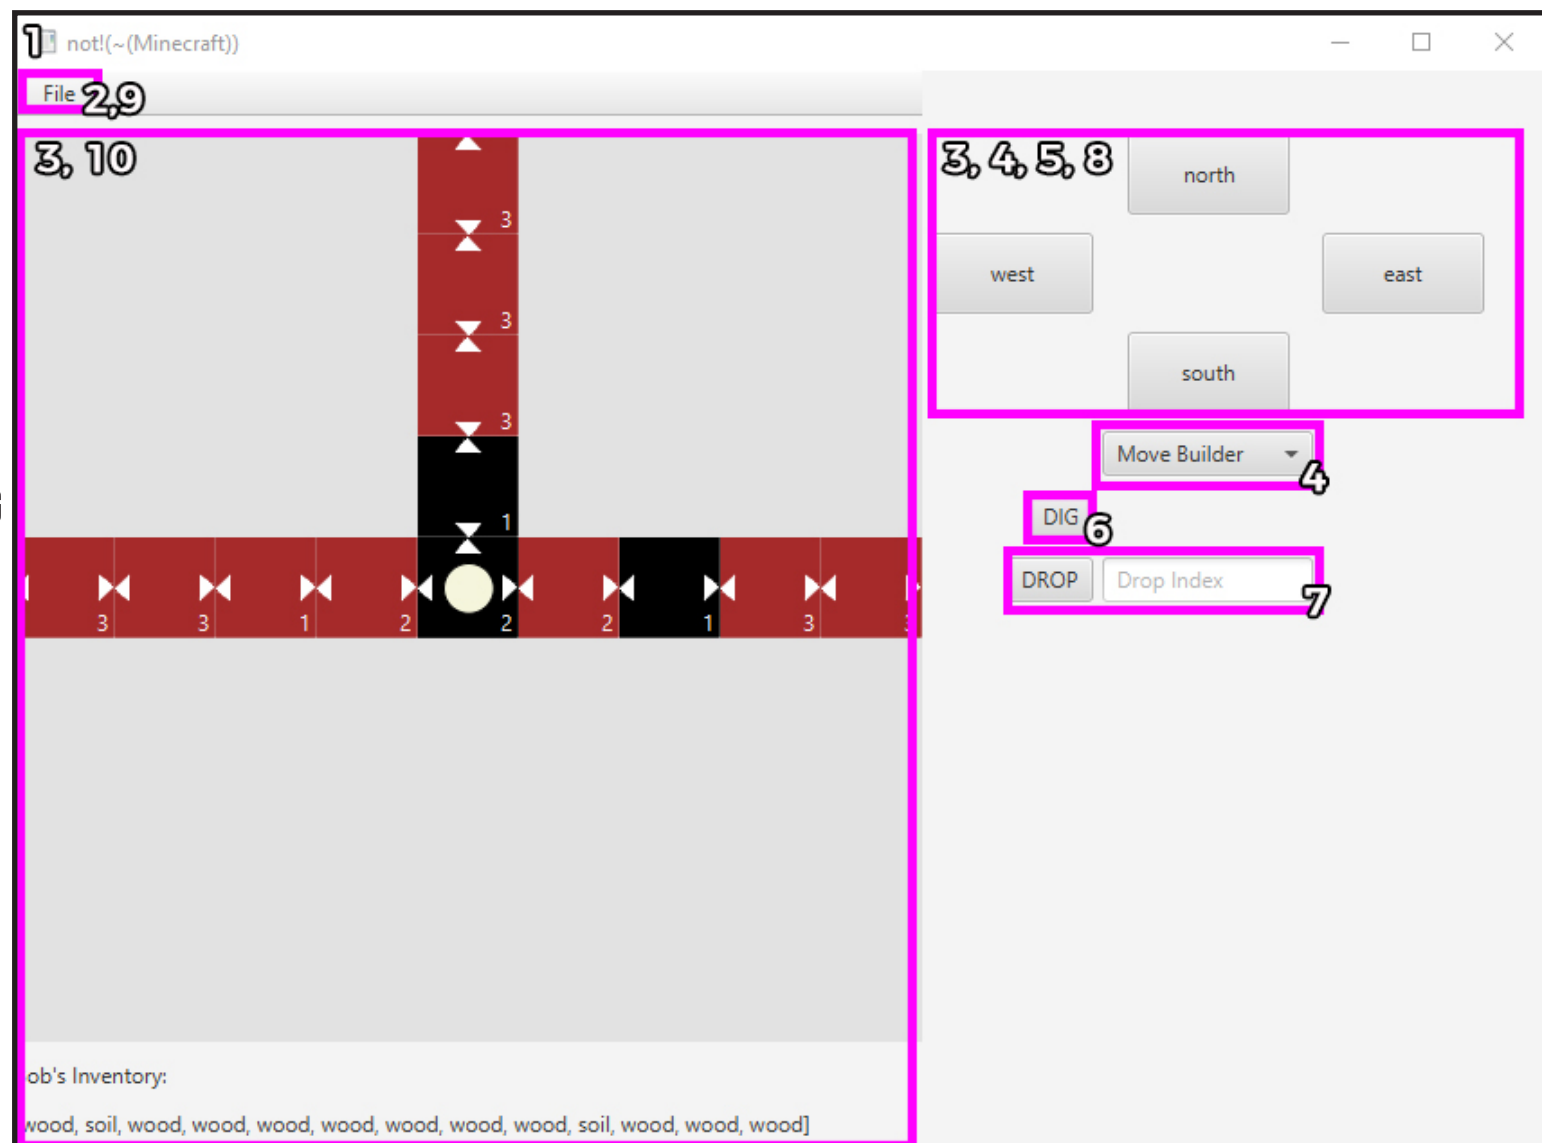 1 not!(~(Minecraft))
File 2,9
3, 10
3, 4, 5, 8
north
3
west
east
3
south
3
Move Builder
4
1
DIG 6
DROP Drop Index 7
3 3 1 2 2 2 1 3 3
ob's Inventory:
wood, soil, wood, wood, wood, wood, wood, wood, wood, soil, wood, wood, wood]